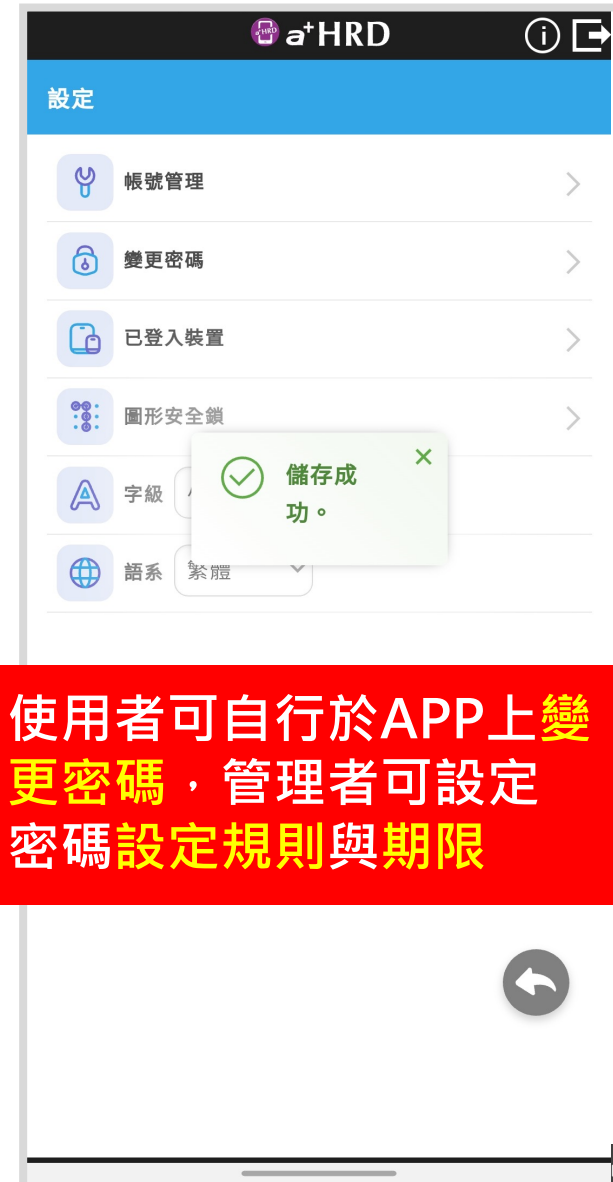 a+HRD
設定
帳號管理
變更密碼
已登入裝置
圖形安全鎖
字級
儲存成
功。
語系 繁體
使用者可自行於APP上變
更密碼，管理者可設定
密碼設定規則與期限